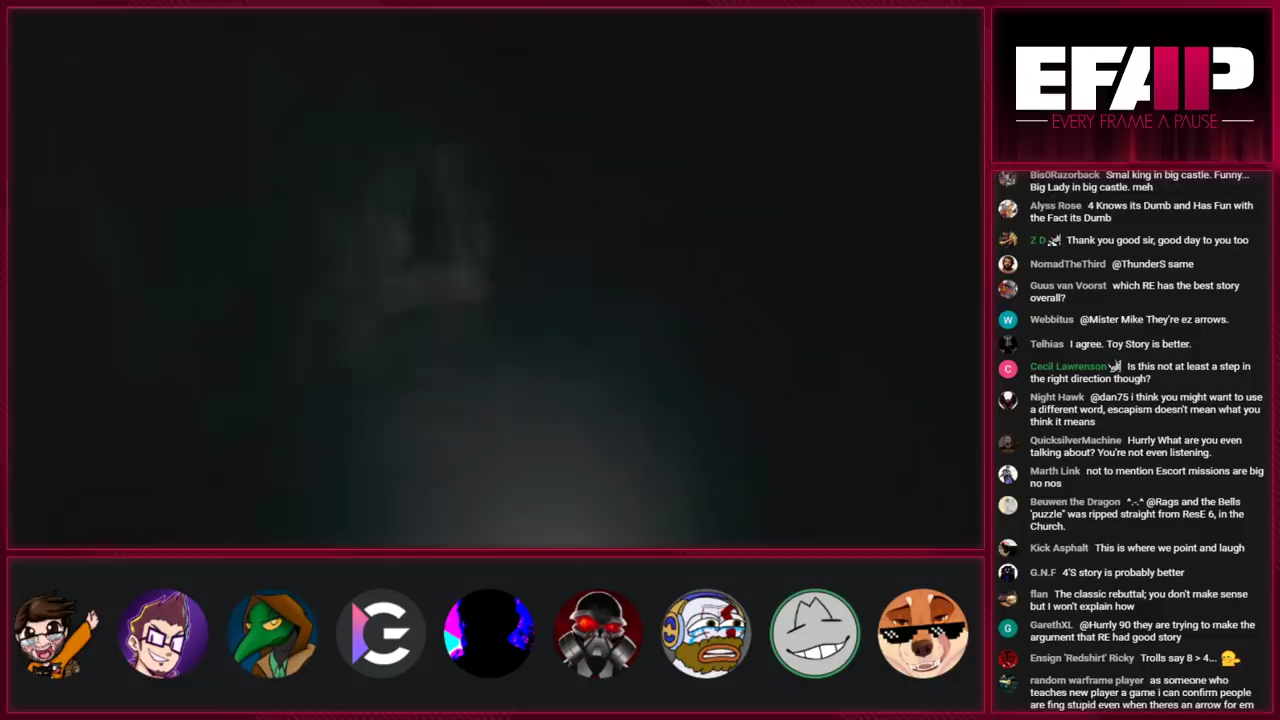 EFAP
EVERY FRAME A PAUSE
Bis0Razorback Smal king in big castle. Funny...
Big Lady in big castle. meh
Alyss Rose 4 Knows its Dumb and Has Fun with
the Fact its Dumb
Z D Thank you good sir, good day to you too
NomadTheThird @ThunderS same
Guus van Voorst which RE has the best story
overall?
W Webbitus @Mister Mike They're ez arrows.
Telhias I agree. Toy Story is better.
C Cecil Lawrenson Is this not at least a step in
the right direction though?
Night Hawk @dan75 i think you might want to use
a different word, escapism doesn't mean what you
think it means
QuicksilverMachine Hurrly What are you even
talking about? You're not even listening.
Marth Link not to mention Escort missions are big
no nos
Beuwen the Dragon ^.-.^ @Rags and the Bells
'puzzle" was ripped straight from ResE 6, in the
Church.
Kick Asphalt This is where we point and laugh
G.N.F 4'S story is probably better
flan The classic rebuttal; you don't make sense
but I won't explain how
G GarethXL @Hurrly 90 they are trying to make the
argument that RE had good story
Ensign 'Redshirt' Ricky Trolls say 8 > 4...
random warframe player as someone who
teaches new player a game i can confirm people
are fing stupid even when theres an arrow for em